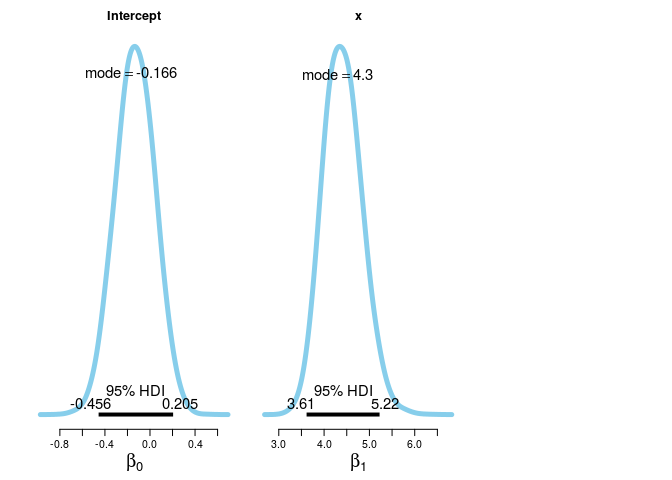 Intercept
mode = -0.166
95% HDI
-0.456 0.205
-0.8 -0.4 0.0 0.4
β0
x
mode = 4.3
95% HDI
3.61 5.22
3.0 4.0 5.0 6.0
β1